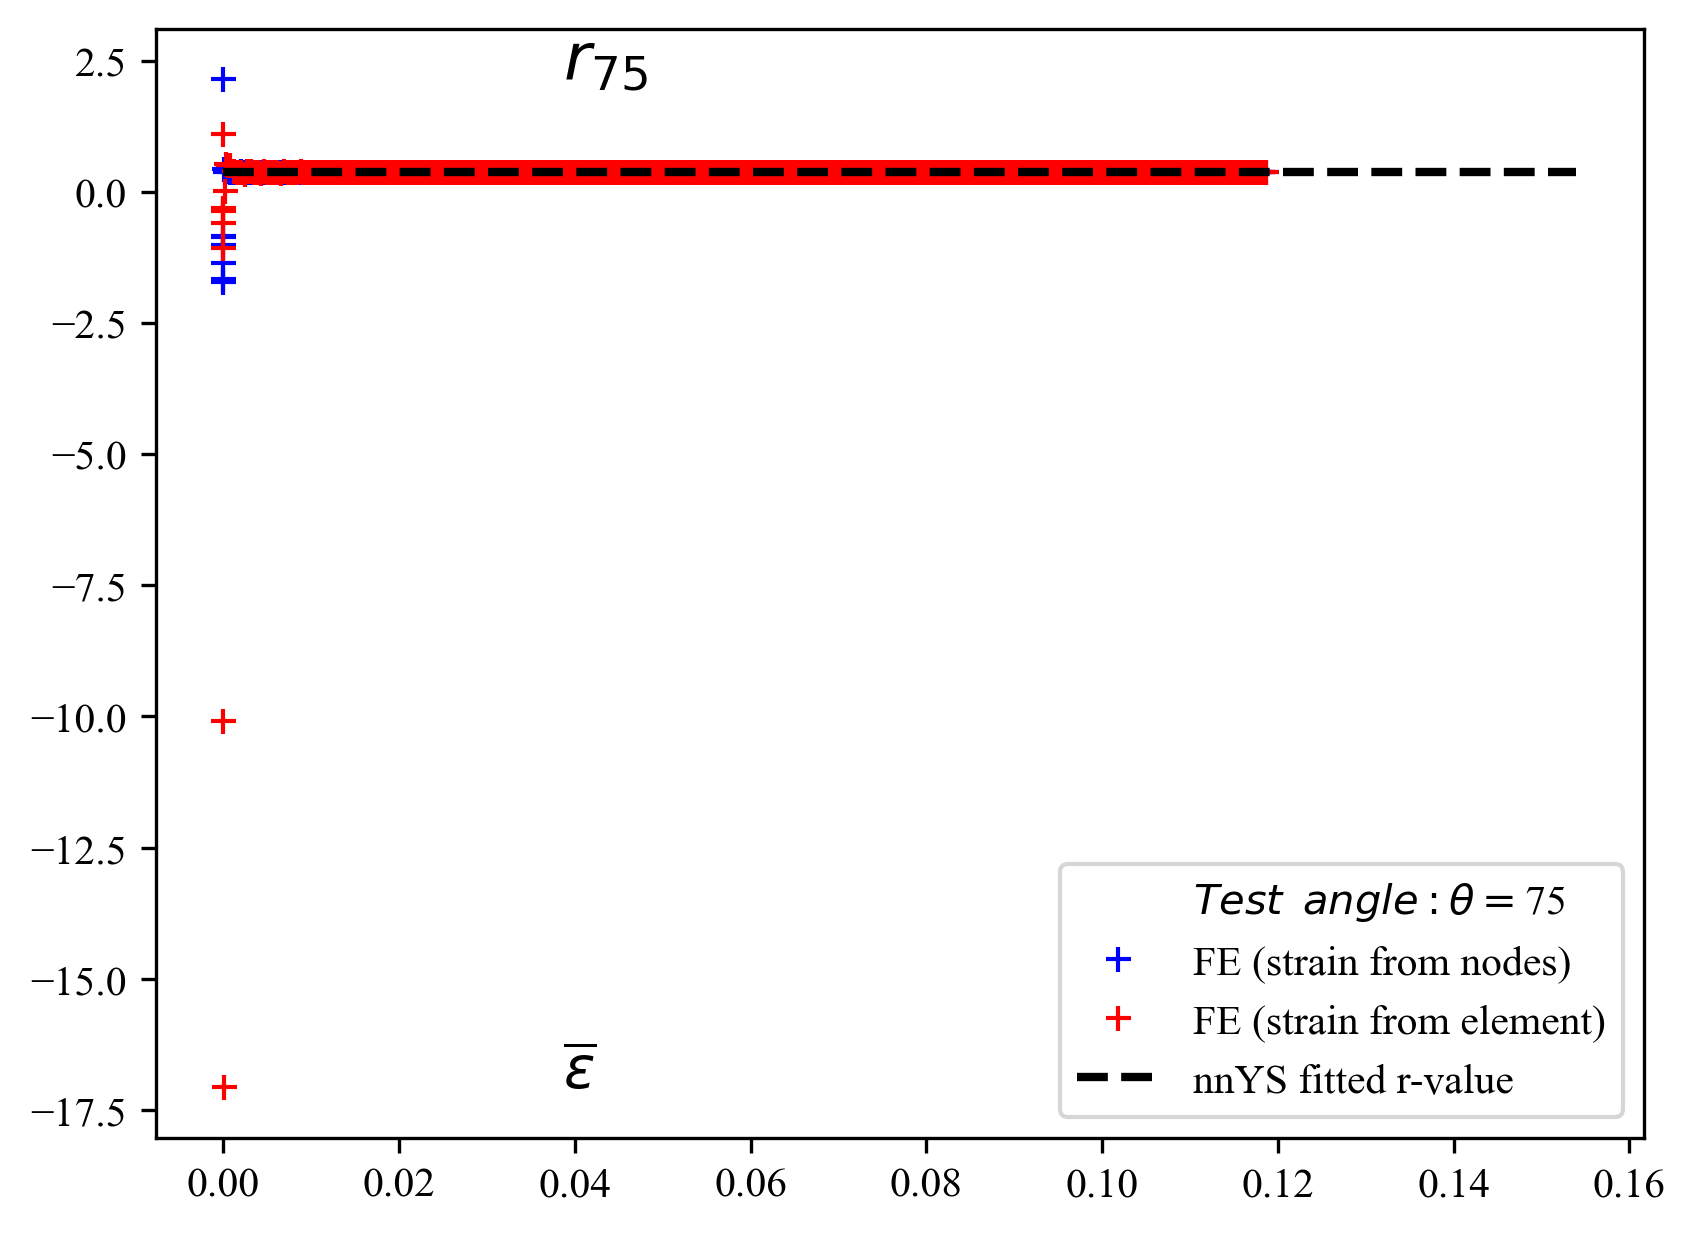 r75
2.5
0.0
−2.5
−5.0
−7.5
−10.0
−12.5
−15.0
−17.5
Test angle: θ = 75
FE (strain from nodes)
FE (strain from element)
nnYS fitted r-value
ε̅
0.00 0.02 0.04 0.06 0.08 0.10 0.12 0.14 0.16